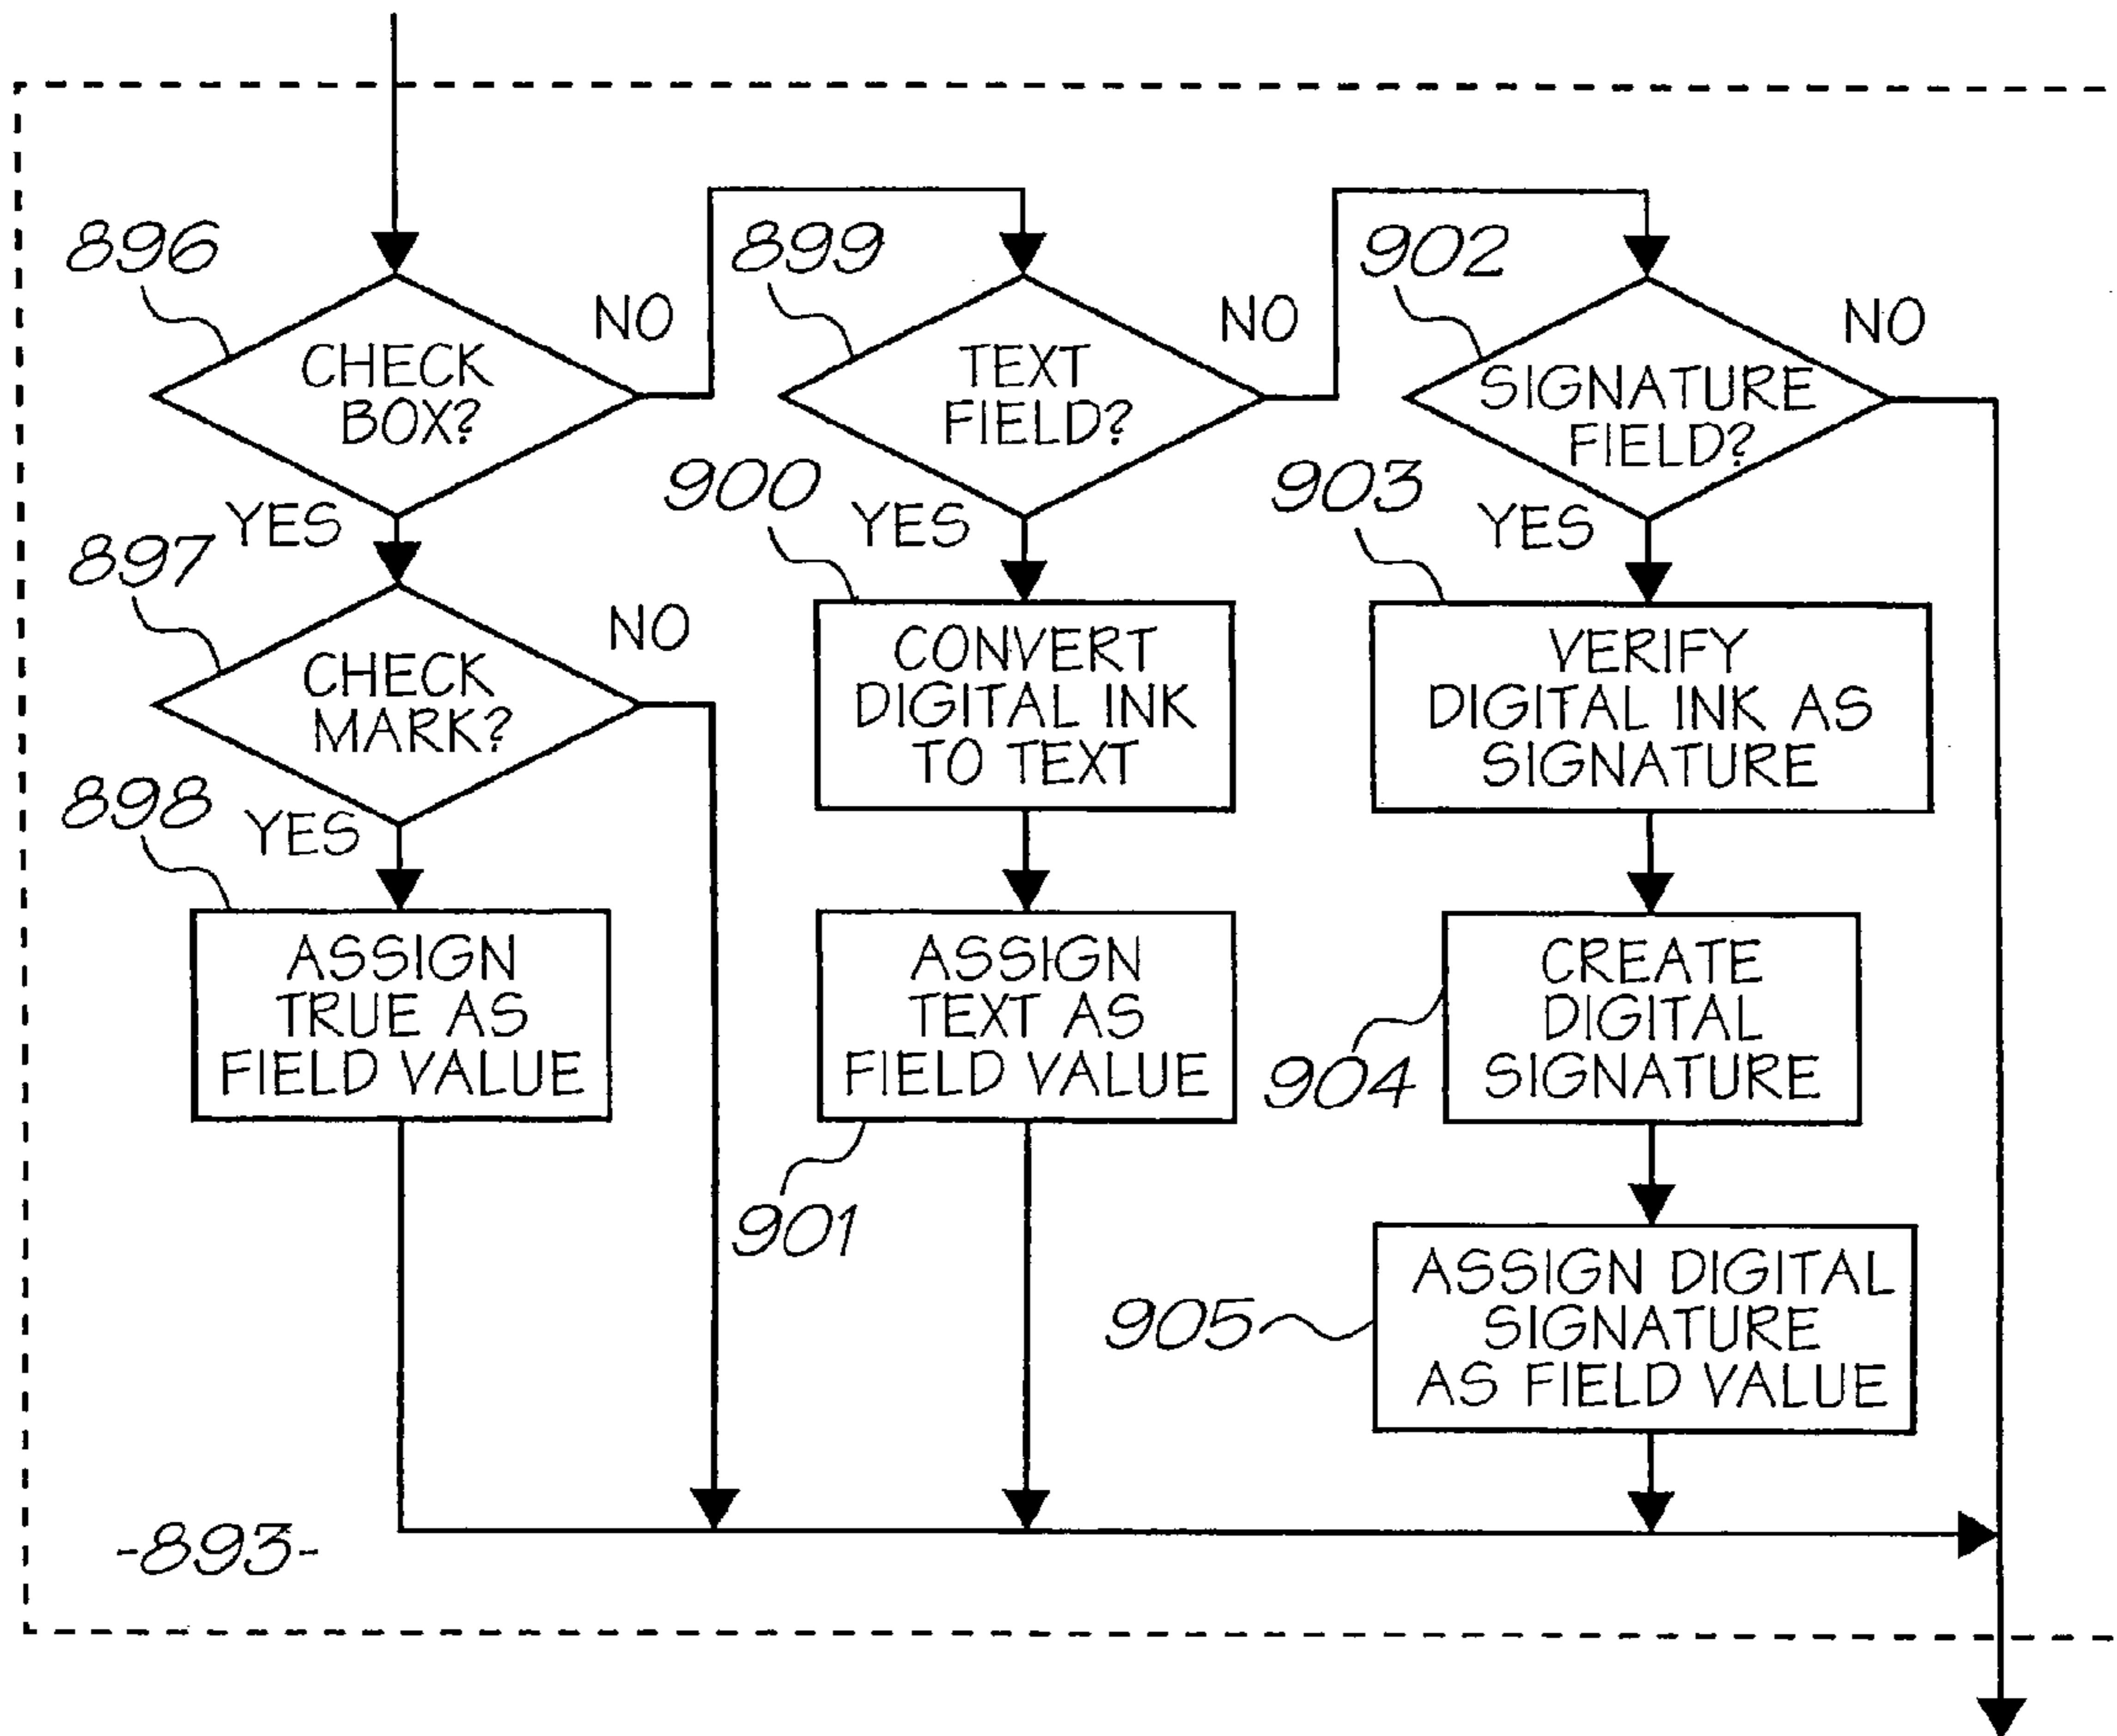 896
CHECK
BOX?
NO
YES
899
TEXT
FIELD?
NO
YES
902
SIGNATURE
FIELD?
NO
YES
897
CHECK
MARK?
NO
YES
900
CONVERT
DIGITAL INK
TO TEXT
903
VERIFY
DIGITAL INK AS
SIGNATURE
898
ASSIGN
TRUE AS
FIELD VALUE
ASSIGN
TEXT AS
FIELD VALUE
901
CREATE
DIGITAL
SIGNATURE
904
905
ASSIGN DIGITAL
SIGNATURE
AS FIELD VALUE
-893-